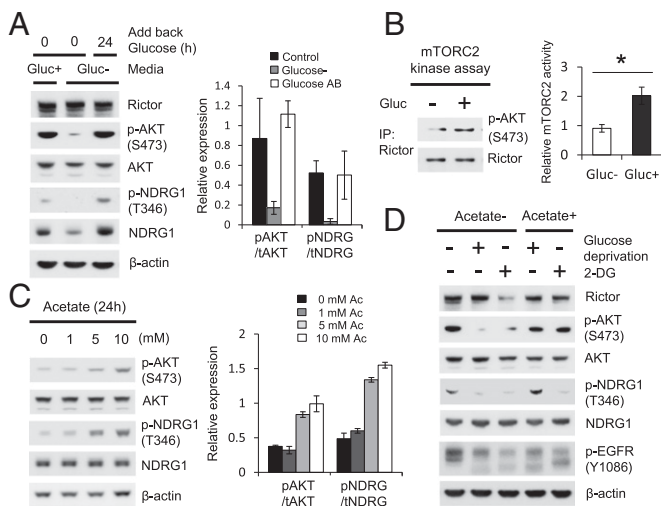 A
0 0 24 Add back
Glucose (h)
Gluc+ Gluc- Media
Rictor
p-AKT
(S473)
AKT
p-NDRG1
(T346)
NDRG1
β-actin
Control
Glucose-
Glucose AB
Relative expression
1.6
1.4
1.2
1
0.8
0.6
0.4
0.2
0
pAKT
/tAKT
pNDRG
/tNDRG
B
mTORC2
kinase assay
Gluc - +
IP:
Rictor
p-AKT
(S473)
Rictor
Relative mTORC2 activity
3
2
1
0
*
Gluc- Gluc+
C
Acetate (24h)
0 1 5 10 (mM)
p-AKT
(S473)
AKT
p-NDRG1
(T346)
NDRG1
β-actin
0 mM Ac
1 mM Ac
5 mM Ac
10 mM Ac
Relative expression
2
1.5
1
0.5
0
pAKT
/tAKT
pNDRG
/tNDRG
D
Acetate- Acetate+
- + - + - Glucose
deprivation
- - + - + 2-DG
Rictor
p-AKT
(S473)
AKT
p-NDRG1
(T346)
NDRG1
p-EGFR
(Y1086)
β-actin